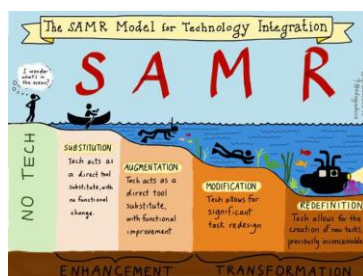 The SAMR Model for Technology Integration
S A M R
I wonder
what's in
the ocean?
NO TECH
SUBSTITUTION
Tech acts as
a direct tool
substitute, with
no functional
change.
AUGMENTATION
Tech acts as a
direct tool
substitute,
with functional
improvement
MODIFICATION
Tech allows for
significant
task redesign
REDEFINITION
Tech allows for the
creation of new tasks,
previously inconceivable
ENHANCEMENT
TRANSFORMATION